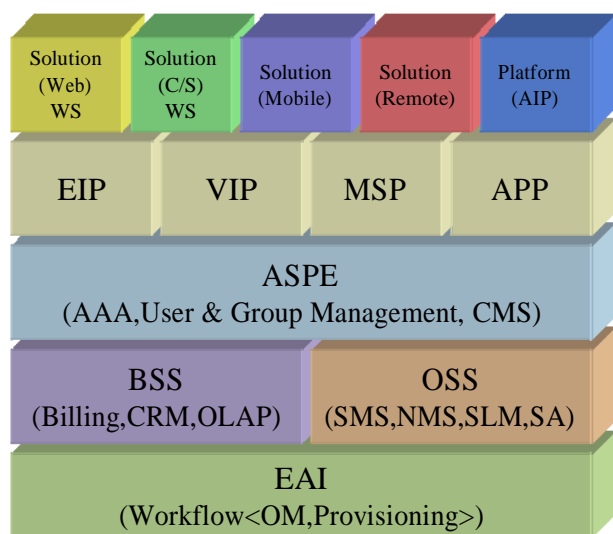 Solution
(Web)
WS
Solution
(C/S)
WS
Solution
(Mobile)
Solution
(Remote)
Platform
(AIP)
EIP
VIP
MSP
APP
ASPE
(AAA,User & Group Management, CMS)
BSS
(Billing,CRM,OLAP)
OSS
(SMS,NMS,SLM,SA)
EAI
(Workflow<OM,Provisioning>)